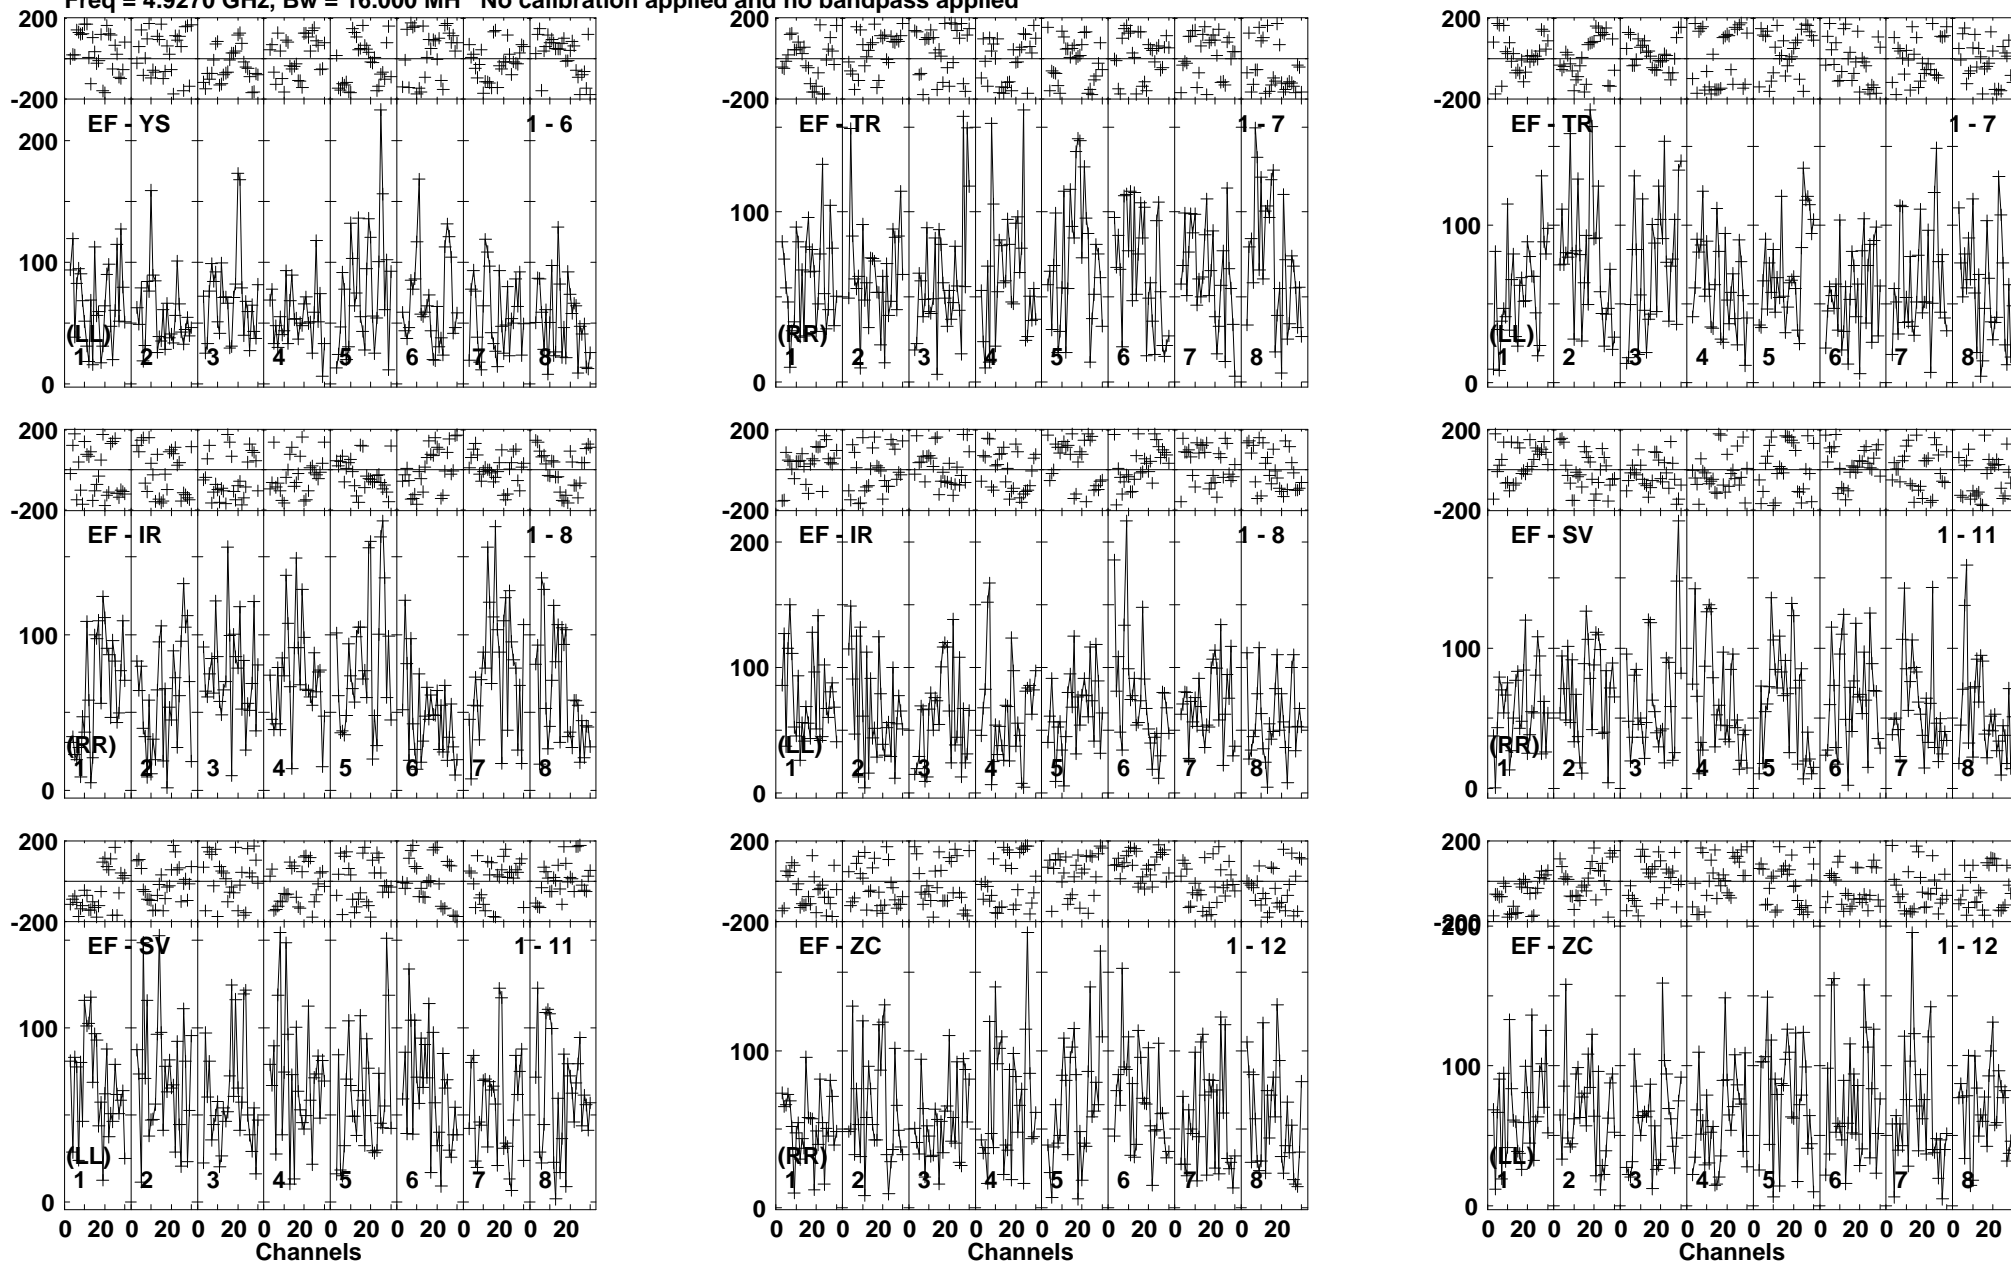 Freq = 4.9270 GHz, Bw = 16.000 MH No calibration applied and no bandpass applied
200 200 200
-200 -200 -200
EF - YS 1 - 6 EF - TR 1 - 7 EF - TR 1 - 7
200
100 100 100
(LL) (RR) (LL)
1 2 3 4 5 6 7 8 1 2 3 4 5 6 7 8 1 2 3 4 5 6 7 8
0 0 0
200 200 200
-200 -200 -200
EF - IR 1 - 8 EF - IR 1 - 8 EF - SV 1 - 11
200
100 100 100
(RR) (LL) (RR)
1 2 3 4 5 6 7 8 1 2 3 4 5 6 7 8 1 2 3 4 5 6 7 8
0 0 0
200 200 200
-200 -200 -200
200
EF - SV 1 - 11 EF - ZC 1 - 12 EF - ZC 1 - 12
100 100 100
(LL) (RR) (LL)
1 2 3 4 5 6 7 8 1 2 3 4 5 6 7 8 1 2 3 4 5 6 7 8
0 0 0
0 20 0 20 0 20 0 20 0 20 0 20 0 20 0 20 0 20 0 20 0 20 0 20 0 20 0 20 0 20 0 20 0 20 0 20 0 20 0 20 0 20 0 20 0 20 0 20
Channels Channels Channels